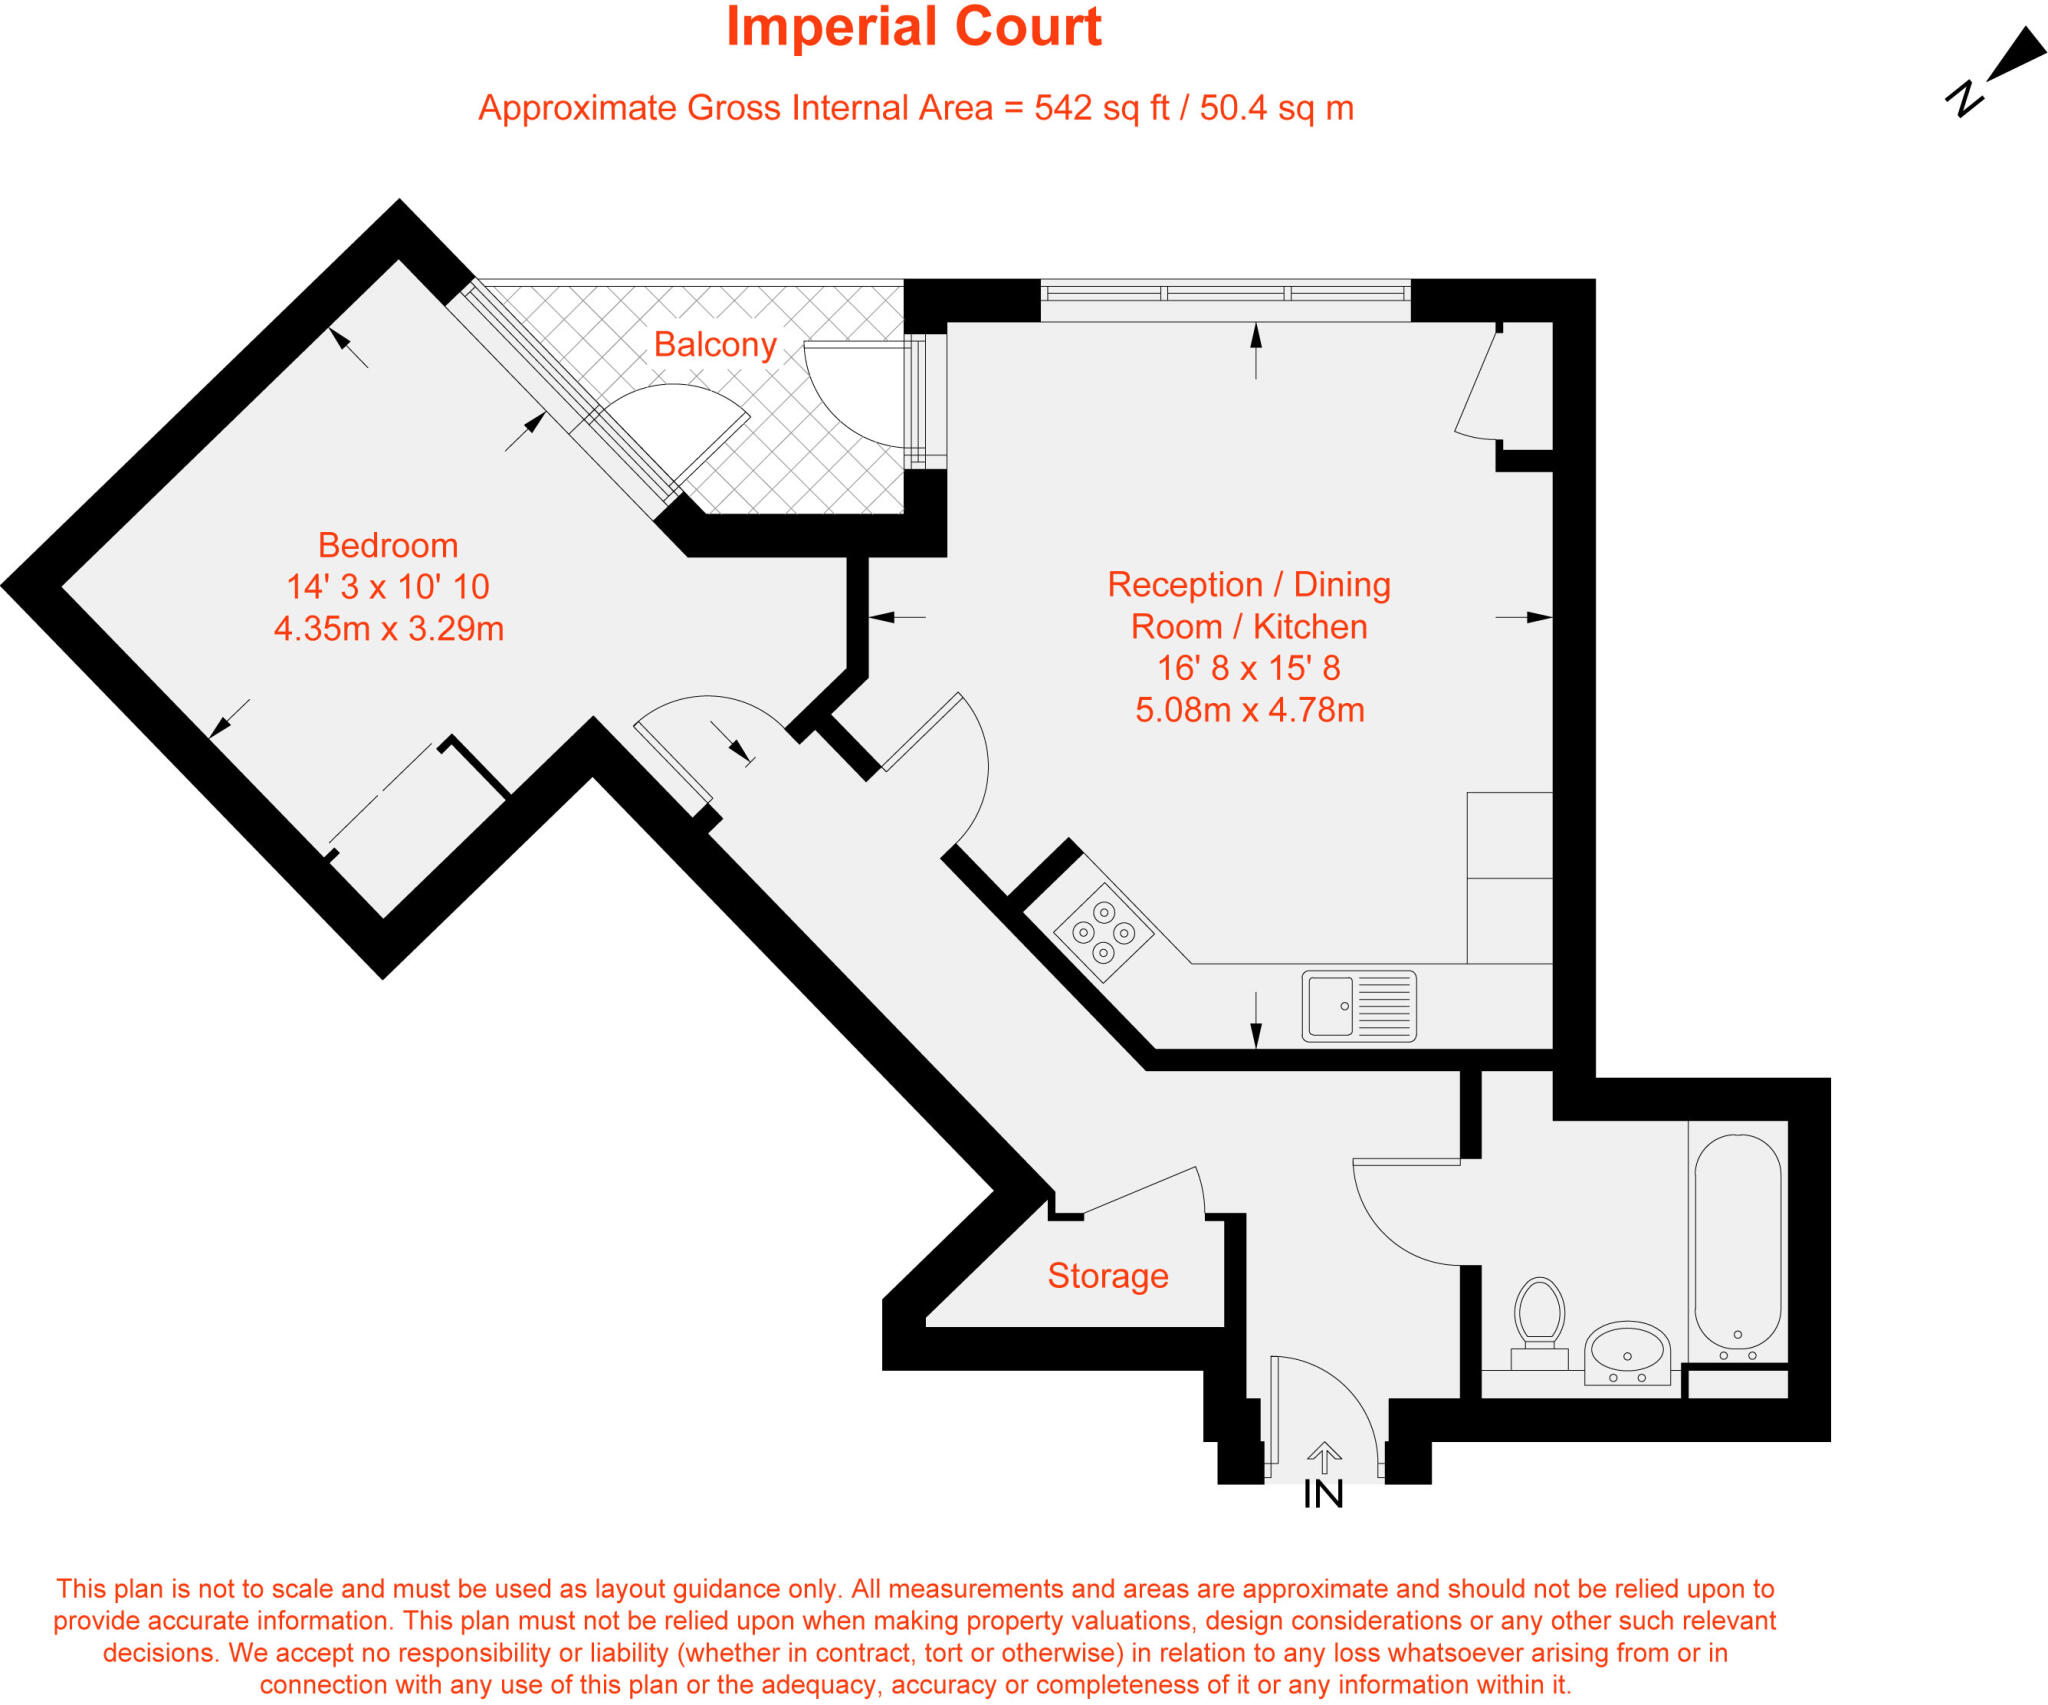 Imperial Court
Approximate Gross Internal Area = 542 sq ft / 50.4 sq m
N
Balcony
Bedroom
14' 3 x 10' 10
4.35m x 3.29m
Reception / Dining
Room / Kitchen
16' 8 x 15' 8
5.08m x 4.78m
Storage
IN
This plan is not to scale and must be used as layout guidance only. All measurements and areas are approximate and should not be relied upon to
provide accurate information. This plan must not be relied upon when making property valuations, design considerations or any other such relevant
decisions. We accept no responsibility or liability (whether in contract, tort or otherwise) in relation to any loss whatsoever arising from or in
connection with any use of this plan or the adequacy, accuracy or completeness of it or any information within it.